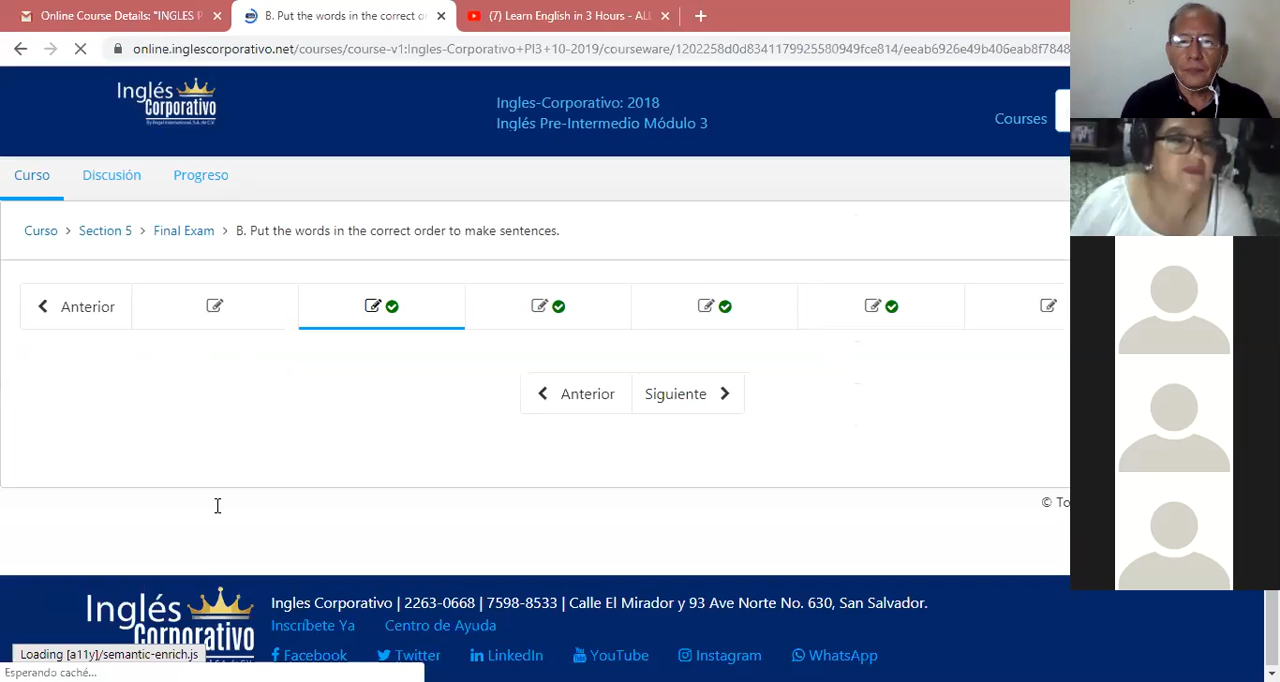 Online Course Details: "INGLES P
B. Put the words in the correct or
(7) Learn English in 3 Hours - ALL
online.inglescorporativo.net/courses/course-v1:Ingles-Corporativo+PI3+10-2019/courseware/1202258d0d8341179925580949fce814/eeab6926e49b406eab8f7848
Inglés
Corporativo
Ingles-Corporativo: 2018
Inglés Pre-Intermedio Módulo 3
Courses
Curso
Discusión
Progreso
Curso > Section 5 > Final Exam > B. Put the words in the correct order to make sentences.
Anterior
Anterior
Siguiente
© To
Inglés
Corporativo
Ingles Corporativo | 2263-0668 | 7598-8533 | Calle El Mirador y 93 Ave Norte No. 630, San Salvador.
Inscríbete Ya
Centro de Ayuda
Facebook
Twitter
LinkedIn
YouTube
Instagram
WhatsApp
Loading [a11y]/semantic-enrich.js
Esperando caché...